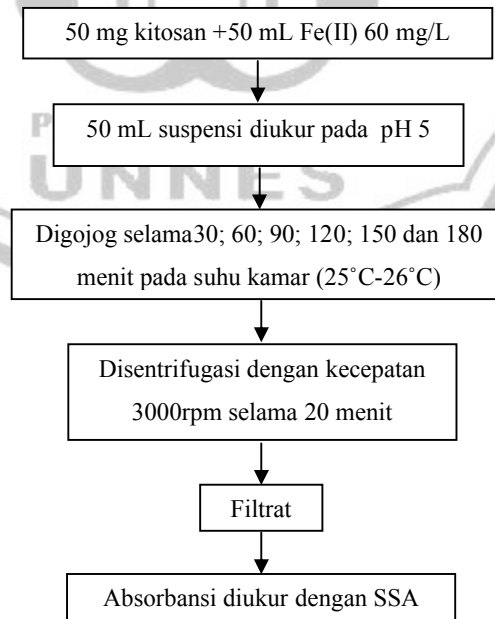 50 mg kitosan +50 mL Fe(II) 60 mg/L
50 mL suspensi diukur pada pH 5
UNNES
Digojog selama30; 60; 90; 120; 150 dan 180
menit pada suhu kamar (25˚C-26˚C)
Disentrifugasi dengan kecepatan
3000rpm selama 20 menit
Filtrat
Absorbansi diukur dengan SSA